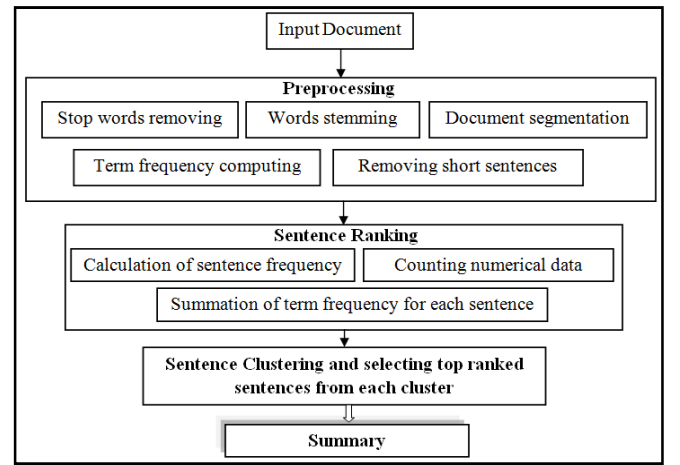 Input Document
Preprocessing
Stop words removing
Words stemming
Document segmentation
Term frequency computing
Removing short sentences
Sentence Ranking
Calculation of sentence frequency
Counting numerical data
Summation of term frequency for each sentence
Sentence Clustering and selecting top ranked
sentences from each cluster
Summary